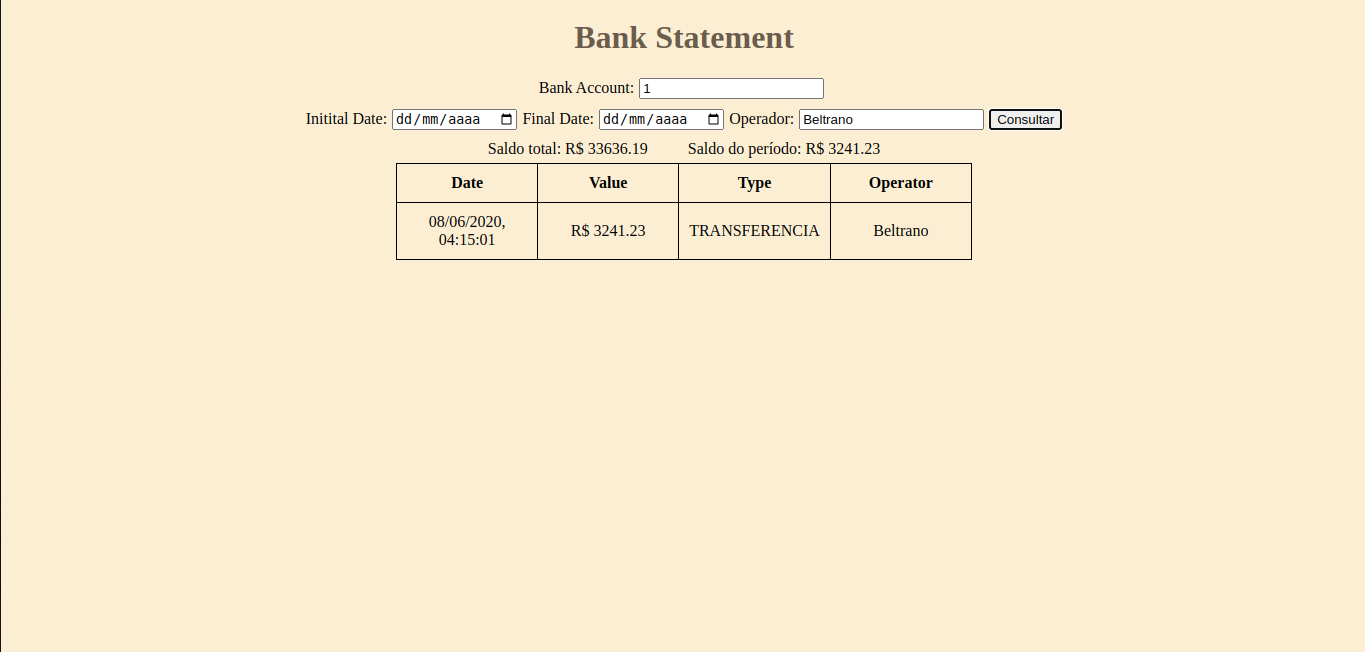 Bank Statement
Bank Account: 1
Initital Date: dd/mm/aaaa Final Date: dd/mm/aaaa Operador: Beltrano Consultar
Saldo total: R$ 33636.19 Saldo do período: R$ 3241.23
Date Value Type Operator
08/06/2020, 04:15:01 R$ 3241.23 TRANSFERENCIA Beltrano